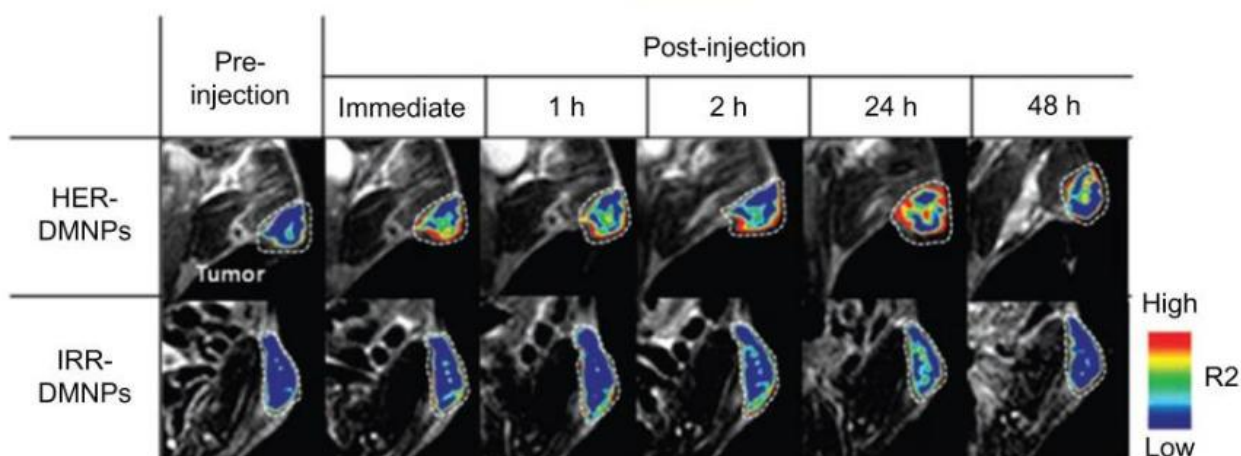 Pre-
injection
Post-injection
Immediate
1 h
2 h
24 h
48 h
HER-
DMNPs
Tumor
IRR-
DMNPs
High
R2
Low